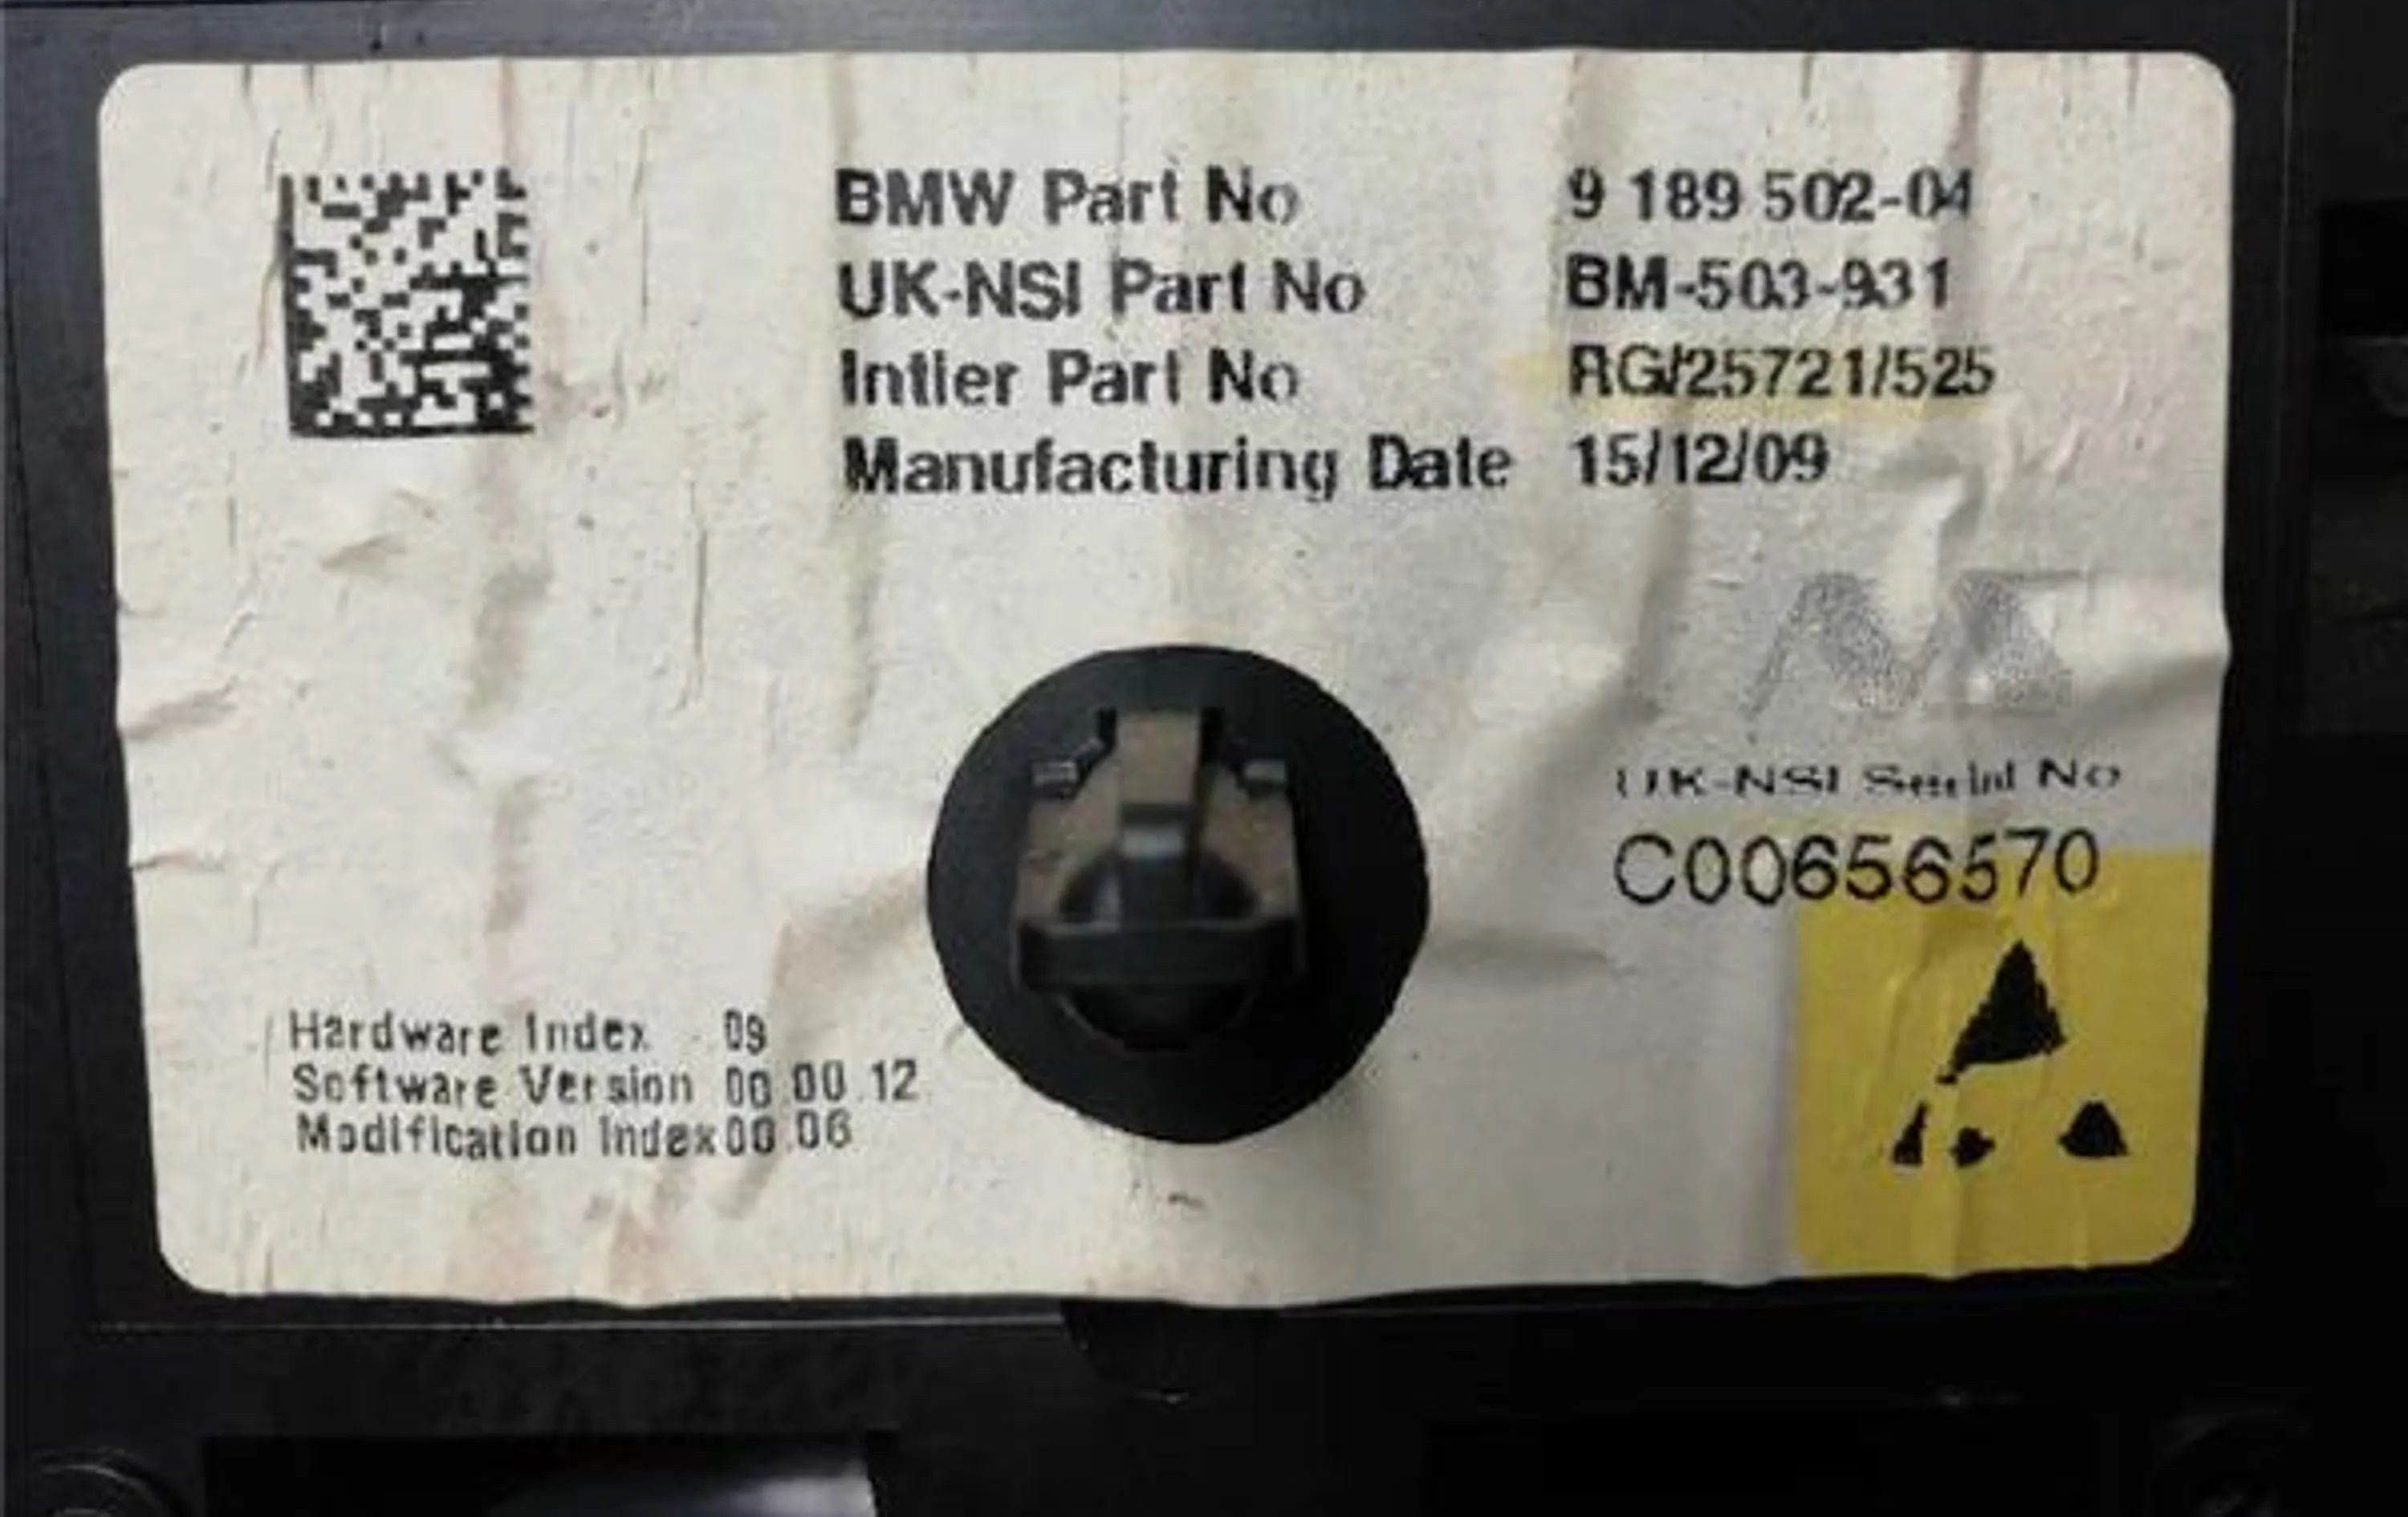 BMW Part No 9 189 502-04
UK-NSI Part No BM-503-931
Intier Part No RG/25721/525
Manufacturing Date 15/12/09
UK-NSI Serial No
C00656570
Hardware Index 09
Software Version 00.00.12
Modification Index 00.06